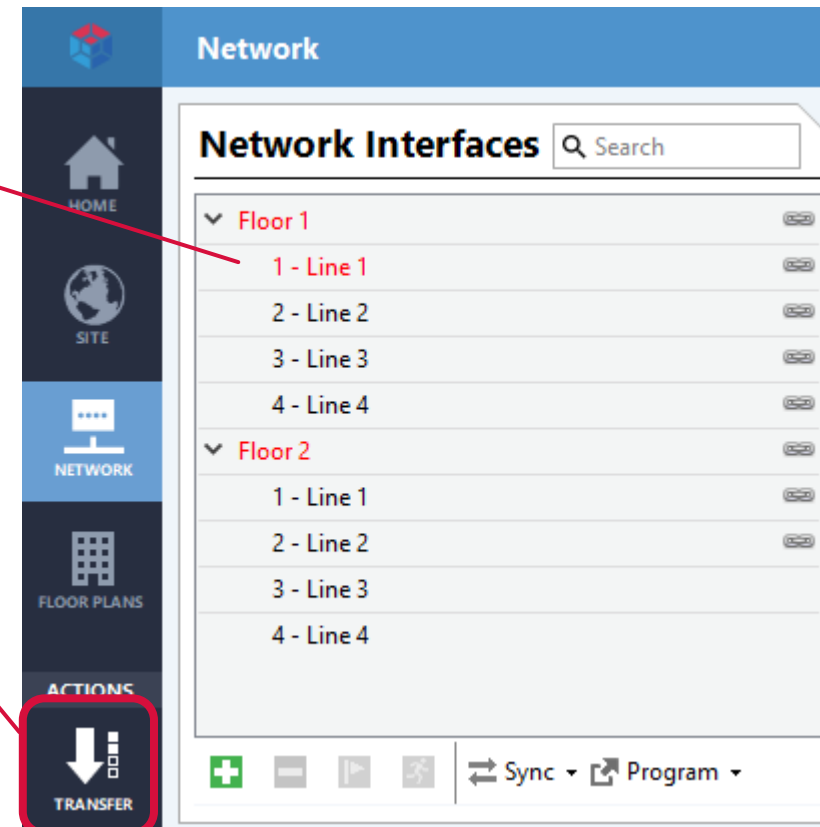 Network
Network Interfaces
Search
HOME
Floor 1
1 - Line 1
SITE
2 - Line 2
3 - Line 3
4 - Line 4
NETWORK
Floor 2
1 - Line 1
2 - Line 2
FLOOR PLANS
3 - Line 3
4 - Line 4
ACTIONS
TRANSFER
Sync
Program